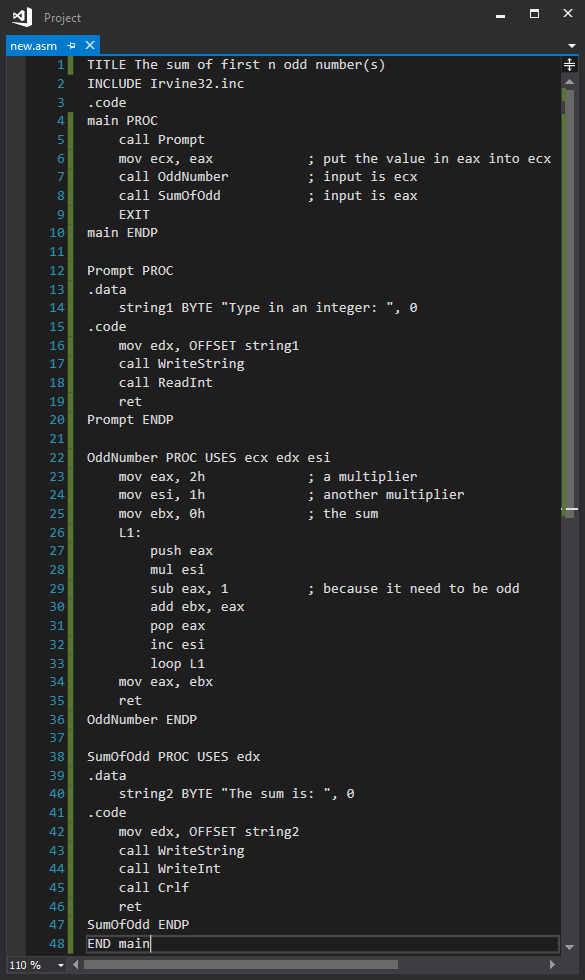 Project
new.asm
1 TITLE The sum of first n odd number(s)
2 INCLUDE Irvine32.inc
3 .code
4 main PROC
5     call Prompt
6     mov ecx, eax            ; put the value in eax into ecx
7     call OddNumber          ; input is ecx
8     call SumOfOdd           ; input is eax
9     EXIT
10 main ENDP
11
12 Prompt PROC
13 .data
14     string1 BYTE "Type in an integer: ", 0
15 .code
16     mov edx, OFFSET string1
17     call WriteString
18     call ReadInt
19     ret
20 Prompt ENDP
21
22 OddNumber PROC USES ecx edx esi
23     mov eax, 2h             ; a multiplier
24     mov esi, 1h             ; another multiplier
25     mov ebx, 0h             ; the sum
26     L1:
27         push eax
28         mul esi
29         sub eax, 1          ; because it need to be odd
30         add ebx, eax
31         pop eax
32         inc esi
33         loop L1
34     mov eax, ebx
35     ret
36 OddNumber ENDP
37
38 SumOfOdd PROC USES edx
39 .data
40     string2 BYTE "The sum is: ", 0
41 .code
42     mov edx, OFFSET string2
43     call WriteString
44     call WriteInt
45     call Crlf
46     ret
47 SumOfOdd ENDP
48 END main
110 %